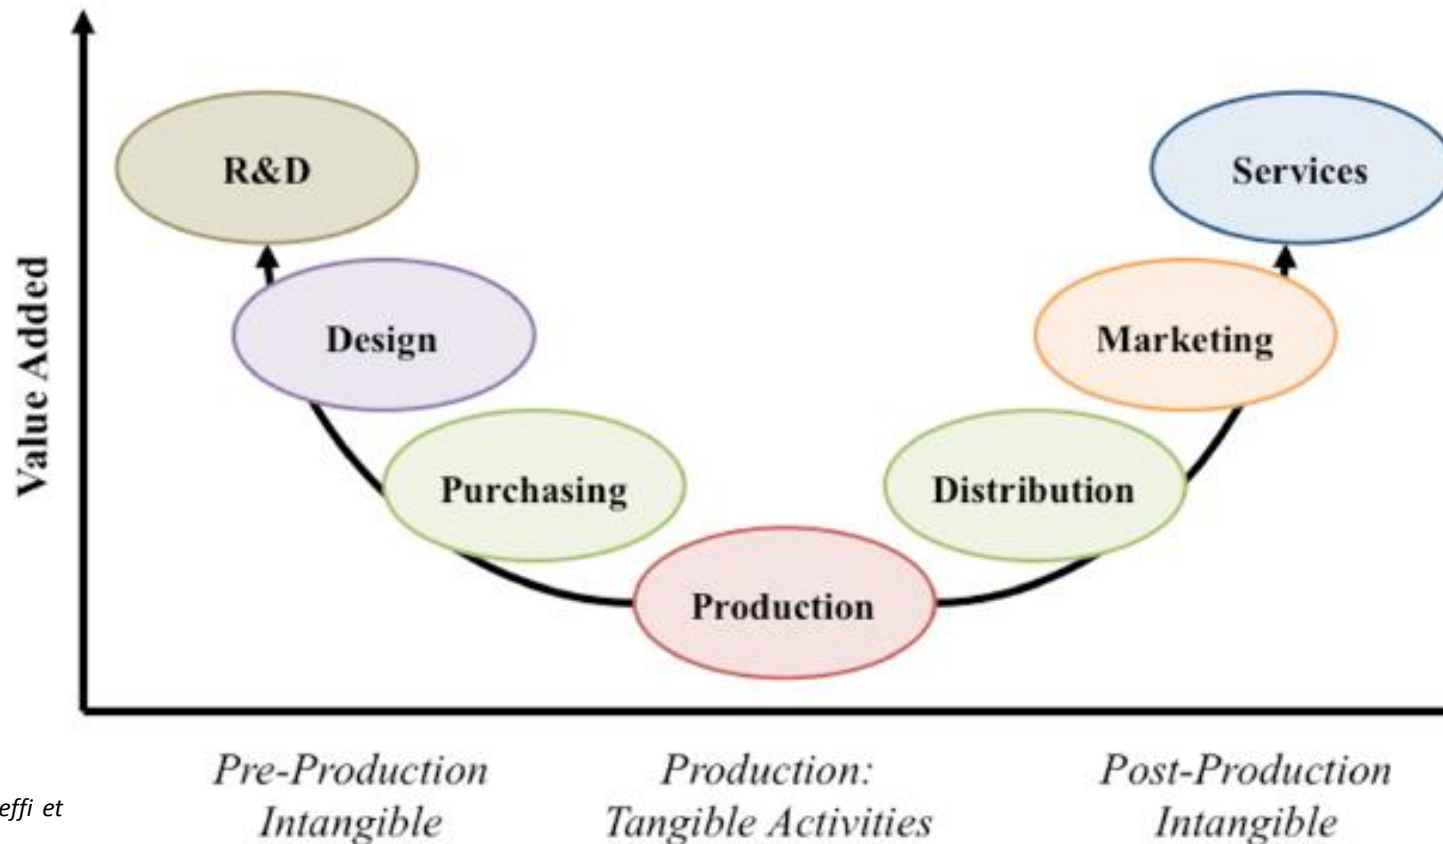 R&D
Services
Design
Marketing
Value Added
Purchasing
Distribution
Production
Pre-Production
Intangible
Production:
Tangible Activities
Post-Production
Intangible
effi et